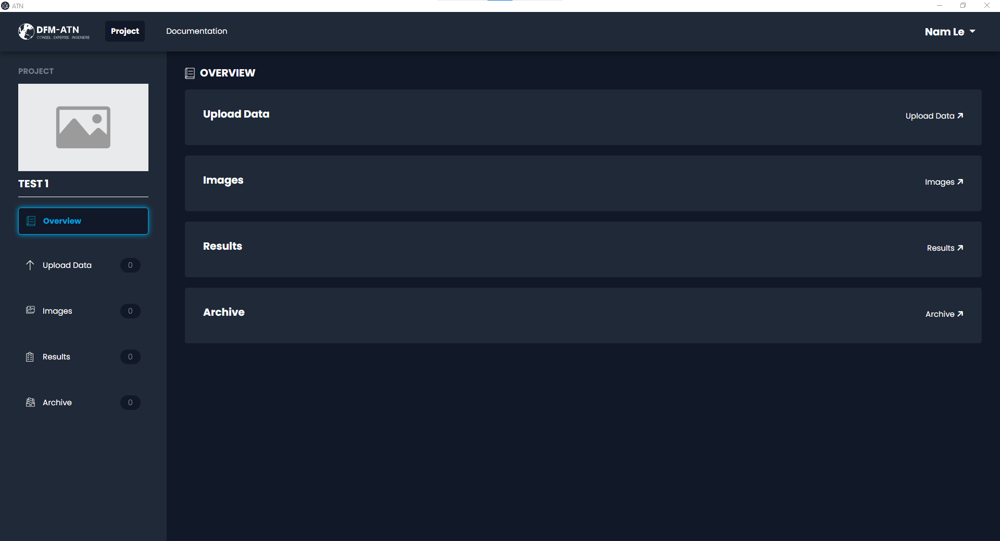 ATN
DFM-ATN
CONSEIL . EXPERTISE . INGENIERIE
Project
Documentation
Nam Le
PROJECT
TEST 1
Overview
Upload Data 0
Images 0
Results 0
Archive 0
OVERVIEW
Upload Data
Upload Data
Images
Images
Results
Results
Archive
Archive